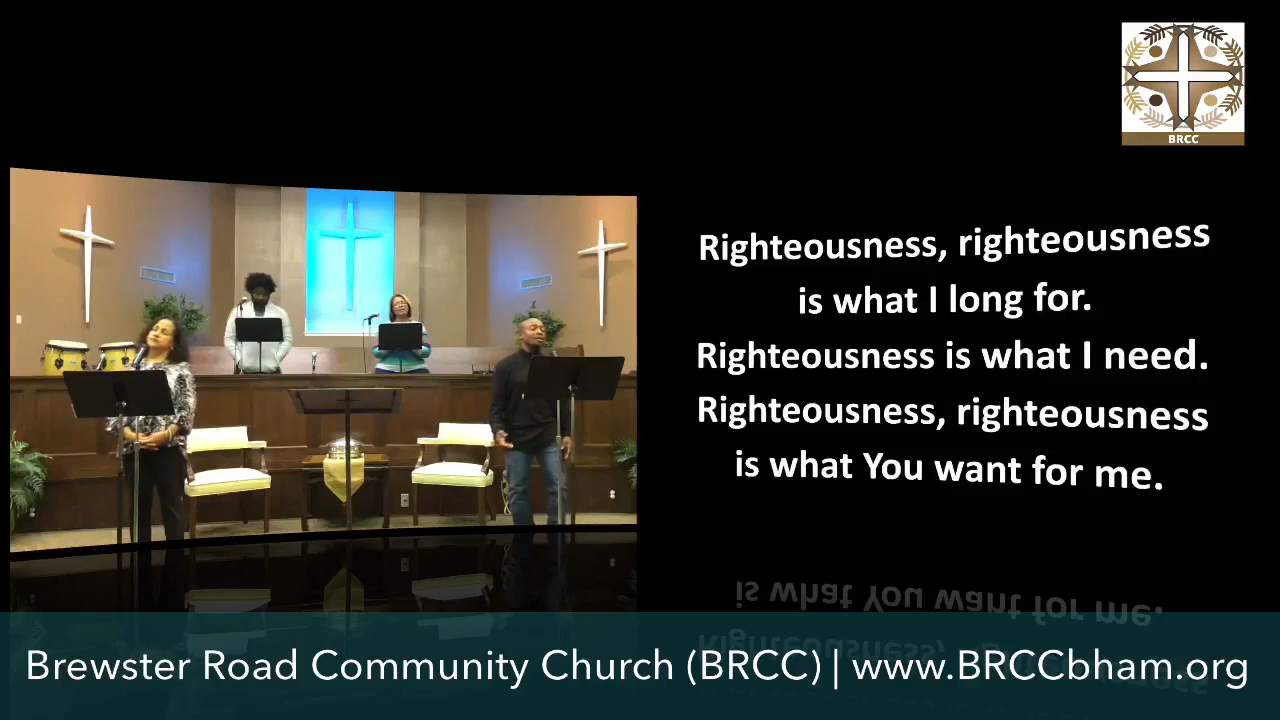 BRCC
Righteousness, righteousness
is what I long for.
Righteousness is what I need.
Righteousness, righteousness
is what You want for me.
Brewster Road Community Church (BRCC) | www.BRCCbham.org